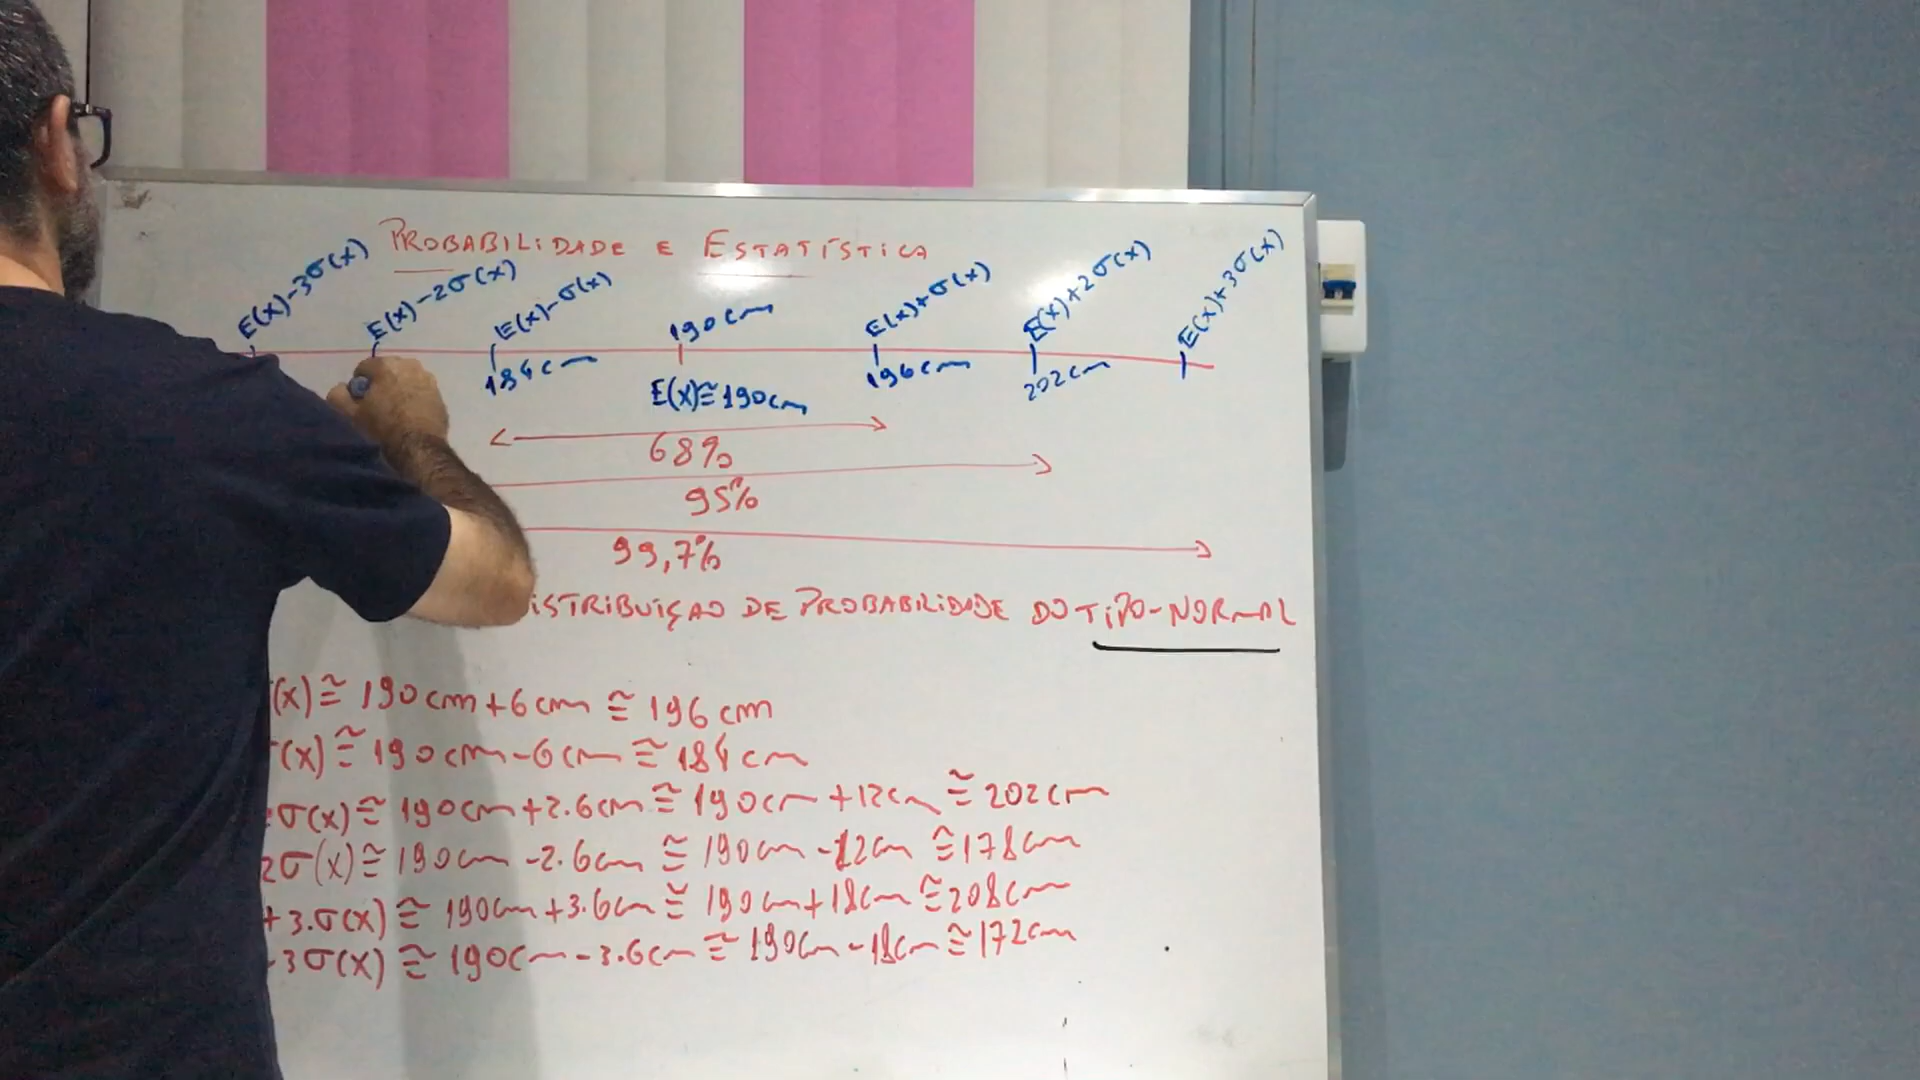 PROBABILIDADE E ESTATÍSTICA
E(X)-3σ(X) E(X)-2σ(X) E(X)-σ(X) 190cm E(X)+σ(X) E(X)+2σ(X) E(X)+3σ(X)
184cm E(X)≅190cm 196cm 202cm
68%
95%
99,7%
ISTRIBUIÇÃO DE PROBABILIDADE DO TIPO-NORMAL
(X)≅190cm+6cm≅196cm
(X)≅190cm-6cm≅184cm
σ(X)≅190cm+2.6cm≅190cm+12cm≅202cm
2σ(X)≅190cm-2.6cm≅190cm-12cm≅178cm
+3.σ(X)≅190cm+3.6cm≅190cm+18cm≅208cm
-3σ(X)≅190cm-3.6cm≅190cm-18cm≅172cm